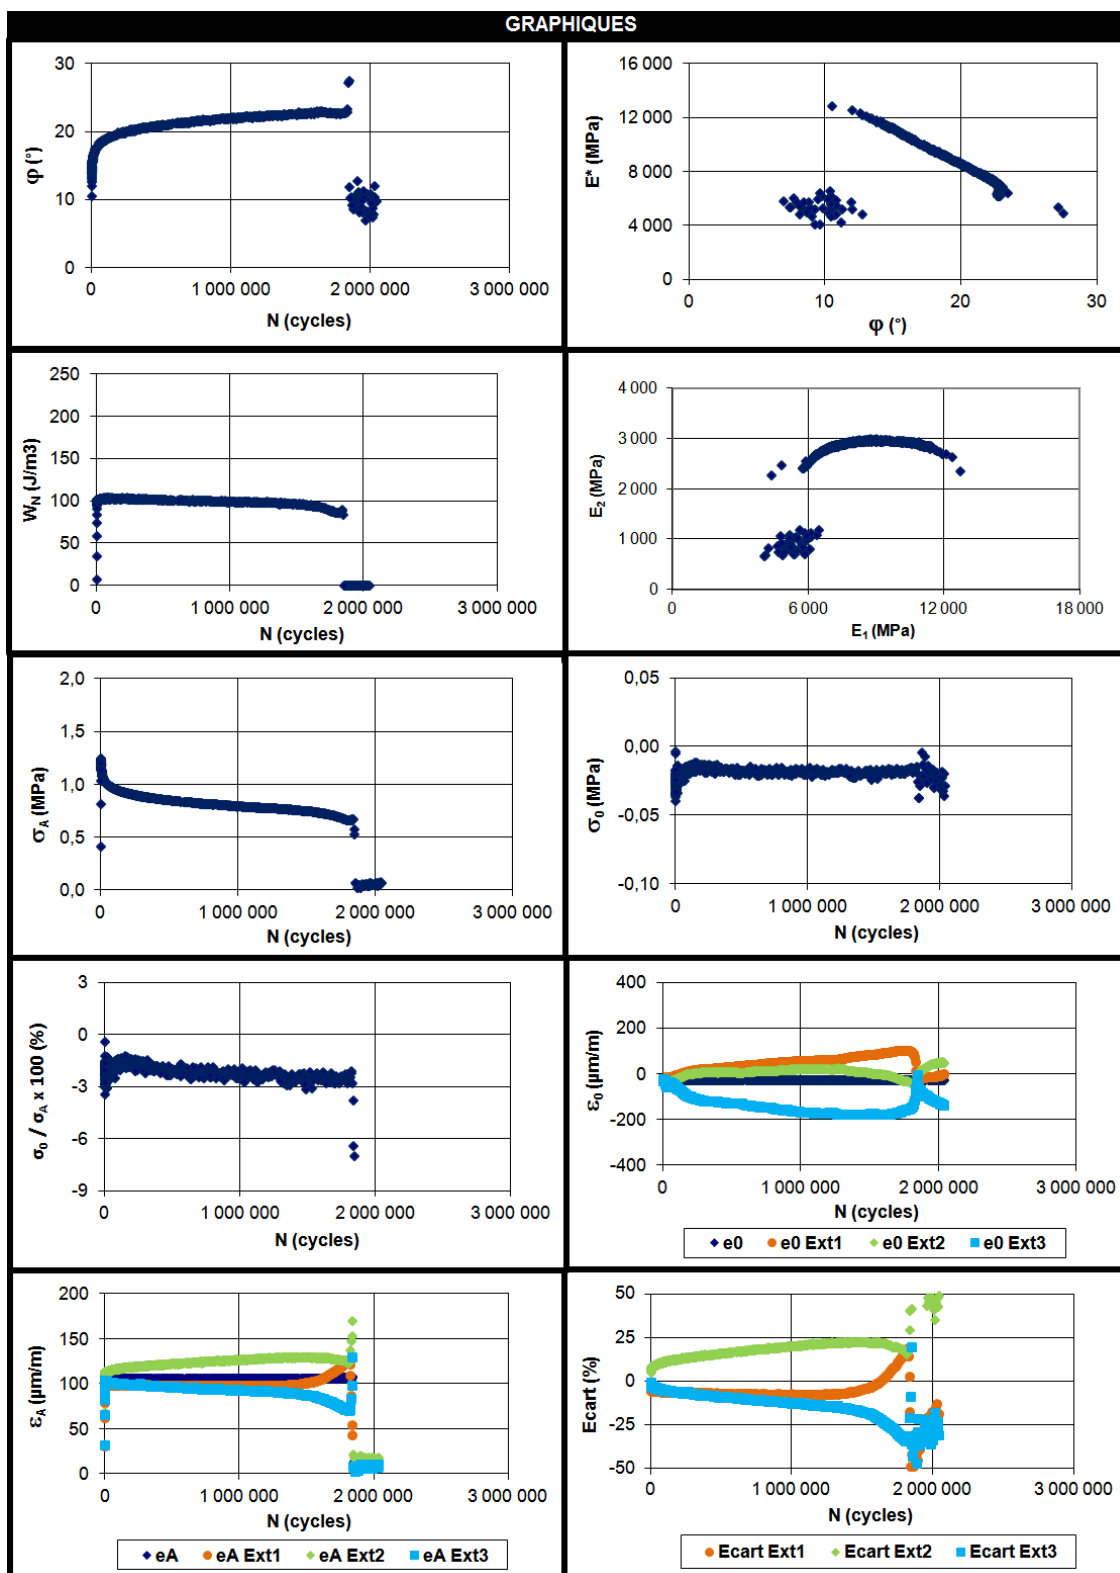 GRAPHIQUES
30
20
10
0
φ (°)
0
1 000 000
2 000 000
3 000 000
N (cycles)
16 000
12 000
8 000
4 000
0
E* (MPa)
0
10
20
30
φ (°)
250
200
150
100
50
0
W_N (J/m3)
0
1 000 000
2 000 000
3 000 000
N (cycles)
4 000
3 000
2 000
1 000
0
E₂ (MPa)
0
6 000
12 000
18 000
E₁ (MPa)
2,0
1,5
1,0
0,5
0,0
σ_A (MPa)
0
1 000 000
2 000 000
3 000 000
N (cycles)
0,05
0,00
-0,05
-0,10
σ₀ (MPa)
0
1 000 000
2 000 000
3 000 000
N (cycles)
3
0
-3
-6
-9
σ₀ / σ_A x 100 (%)
0
1 000 000
2 000 000
3 000 000
N (cycles)
400
200
0
-200
-400
ε₀ (µm/m)
0
1 000 000
2 000 000
3 000 000
N (cycles)
e0 e0 Ext1 e0 Ext2 e0 Ext3
200
150
100
50
0
ε_A (µm/m)
0
1 000 000
2 000 000
3 000 000
N (cycles)
eA eA Ext1 eA Ext2 eA Ext3
50
25
0
-25
-50
Ecart (%)
0
1 000 000
2 000 000
3 000 000
N (cycles)
Ecart Ext1 Ecart Ext2 Ecart Ext3